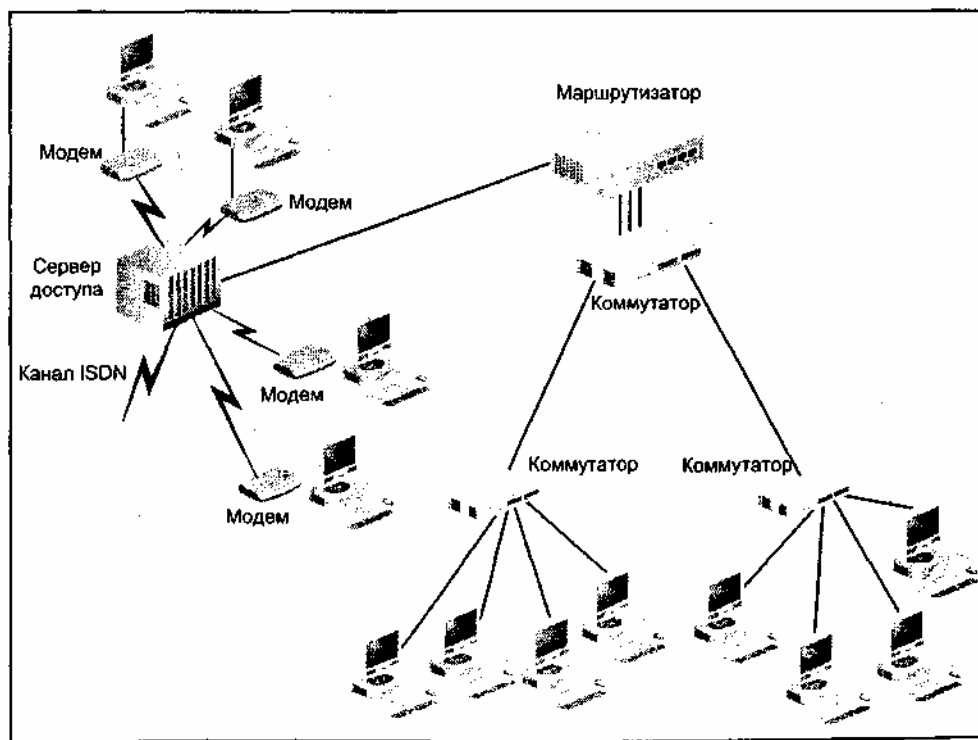 Маршрутизатор
Модем
Модем
Сервер
доступа
Коммутатор
Канал ISDN
Модем
Коммутатор
Коммутатор
Модем